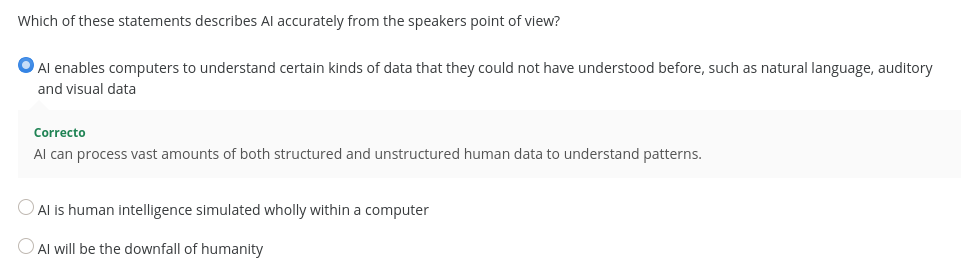 Which of these statements describes AI accurately from the speakers point of view?
AI enables computers to understand certain kinds of data that they could not have understood before, such as natural language, auditory
and visual data
Correcto
AI can process vast amounts of both structured and unstructured human data to understand patterns.
AI is human intelligence simulated wholly within a computer
AI will be the downfall of humanity